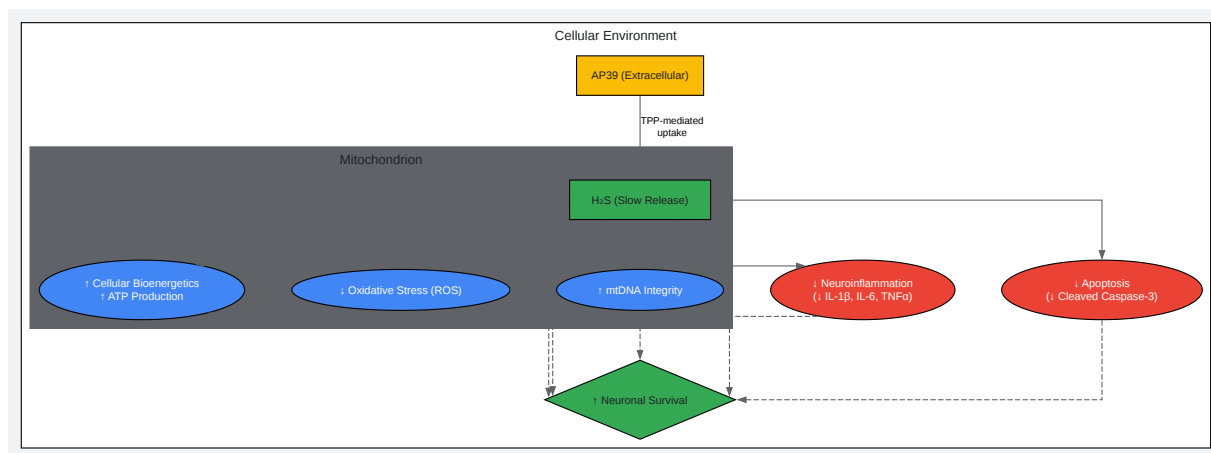 Cellular Environment
AP39 (Extracellular)
TPP-mediated
uptake
Mitochondrion
H₂S (Slow Release)
↑ Cellular Bioenergetics
↑ ATP Production
↓ Oxidative Stress (ROS)
↑ mtDNA Integrity
↓ Neuroinflammation
(↓ IL-1β, IL-6, TNFα)
↓ Apoptosis
(↓ Cleaved Caspase-3)
↑ Neuronal Survival